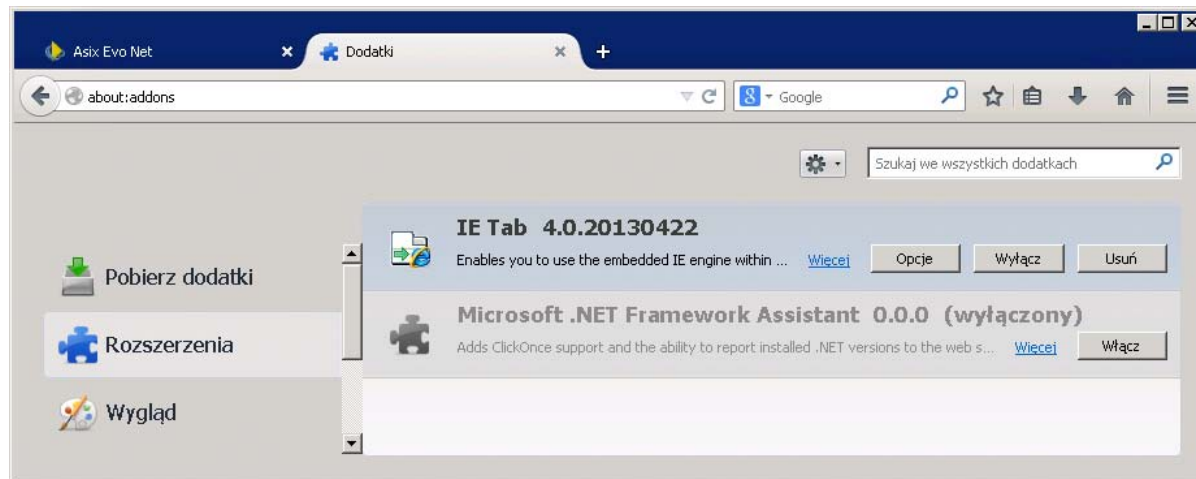 Asix Evo Net
Dodatki
about:addons
Google
Szukaj we wszystkich dodatkach
Pobierz dodatki
Rozszerzenia
Wygląd
IE Tab 4.0.20130422
Enables you to use the embedded IE engine within ... Więcej Opcje Wyłącz Usuń
Microsoft .NET Framework Assistant 0.0.0 (wyłączony)
Adds ClickOnce support and the ability to report installed .NET versions to the web s... Więcej Włącz